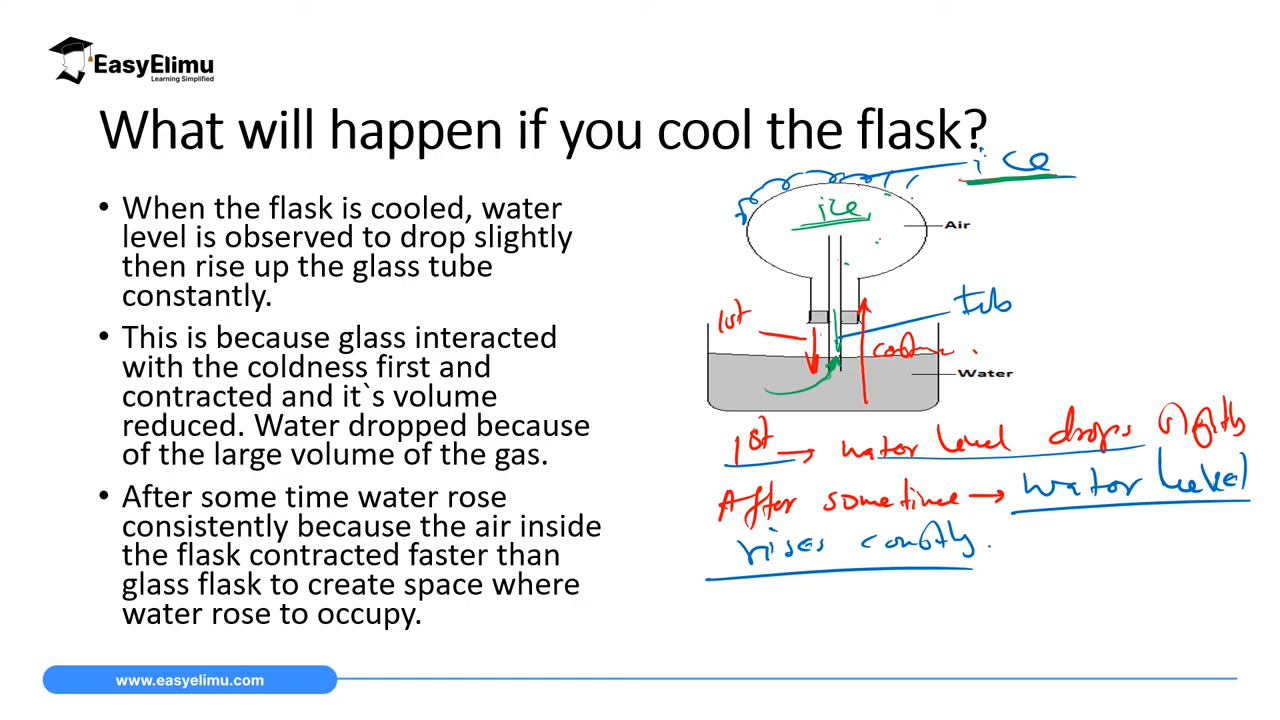 EasyElimu
Learning Simplified
What will happen if you cool the flask?
ice
• When the flask is cooled, water
level is observed to drop slightly
then rise up the glass tube
constantly.
• This is because glass interacted
with the coldness first and
contracted and it`s volume
reduced. Water dropped because
of the large volume of the gas.
• After some time water rose
consistently because the air inside
the flask contracted faster than
glass flask to create space where
water rose to occupy.
ice
Air
1st
Water
1st → water level drops
After sometime → water level
rises
www.easyelimu.com